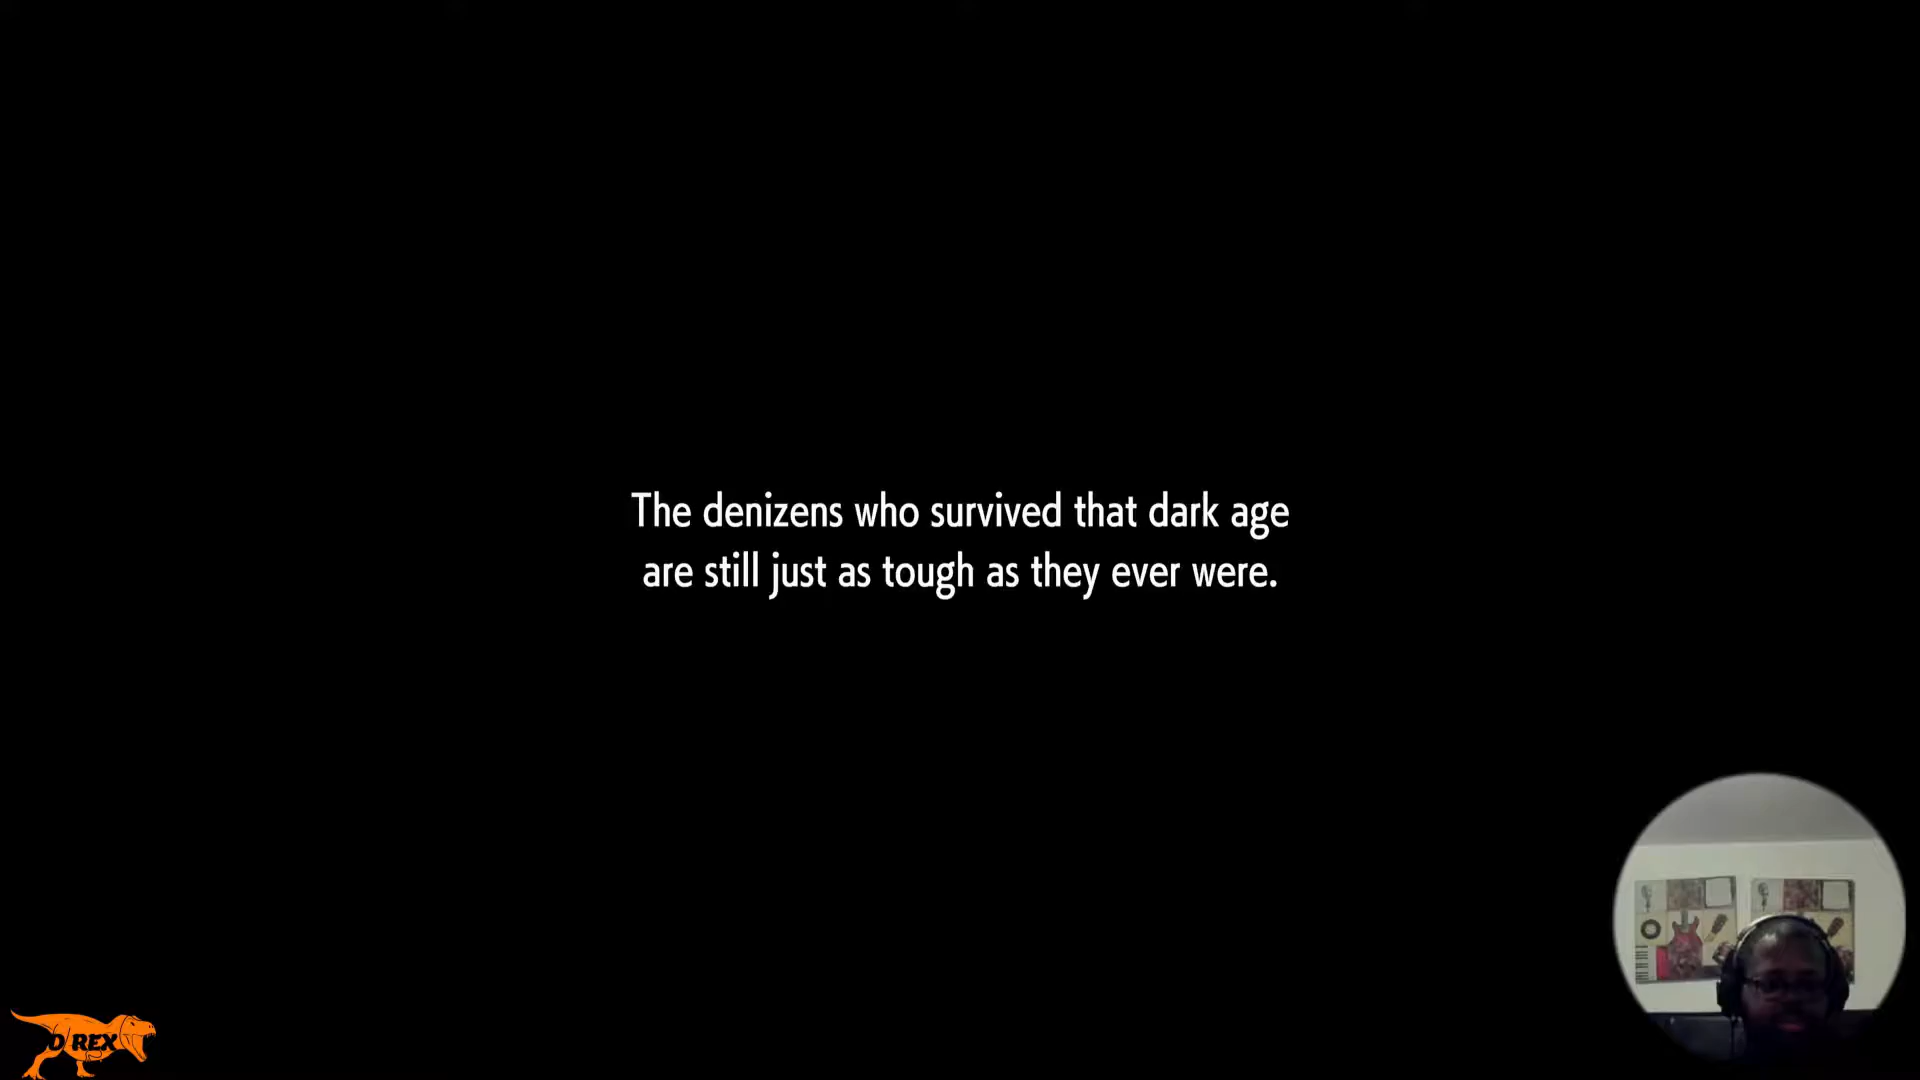 The denizens who survived that dark age
are still just as tough as they ever were.
D REX